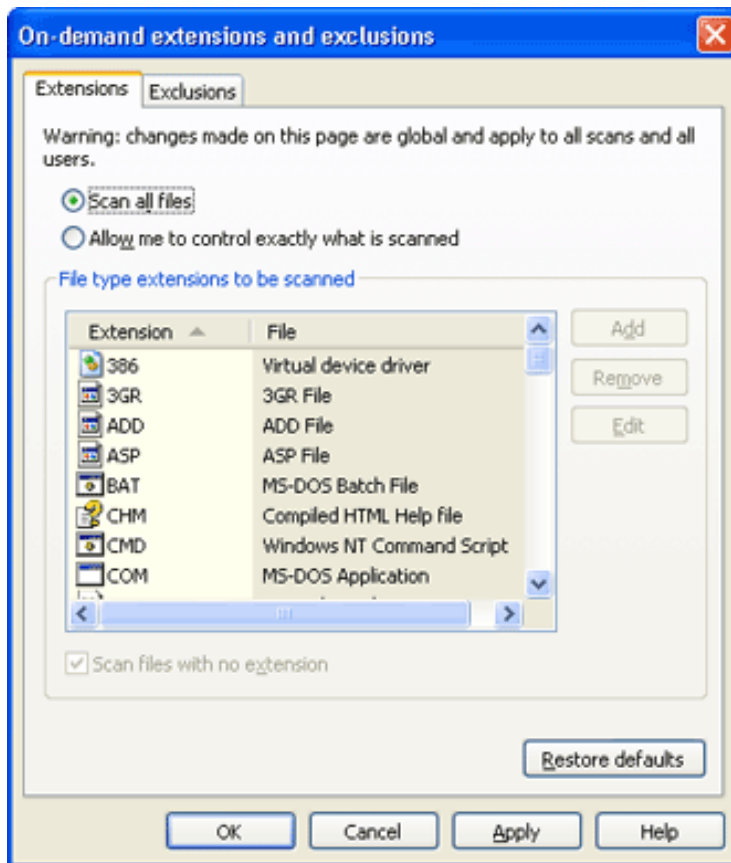 On-demand extensions and exclusions
Extensions
Exclusions
Warning: changes made on this page are global and apply to all scans and all
users.
Scan all files
Allow me to control exactly what is scanned
File type extensions to be scanned
Extension File
386 Virtual device driver
3GR 3GR File
ADD ADD File
ASP ASP File
BAT MS-DOS Batch File
CHM Compiled HTML Help file
CMD Windows NT Command Script
COM MS-DOS Application
Add
Remove
Edit
Scan files with no extension
Restore defaults
OK
Cancel
Apply
Help